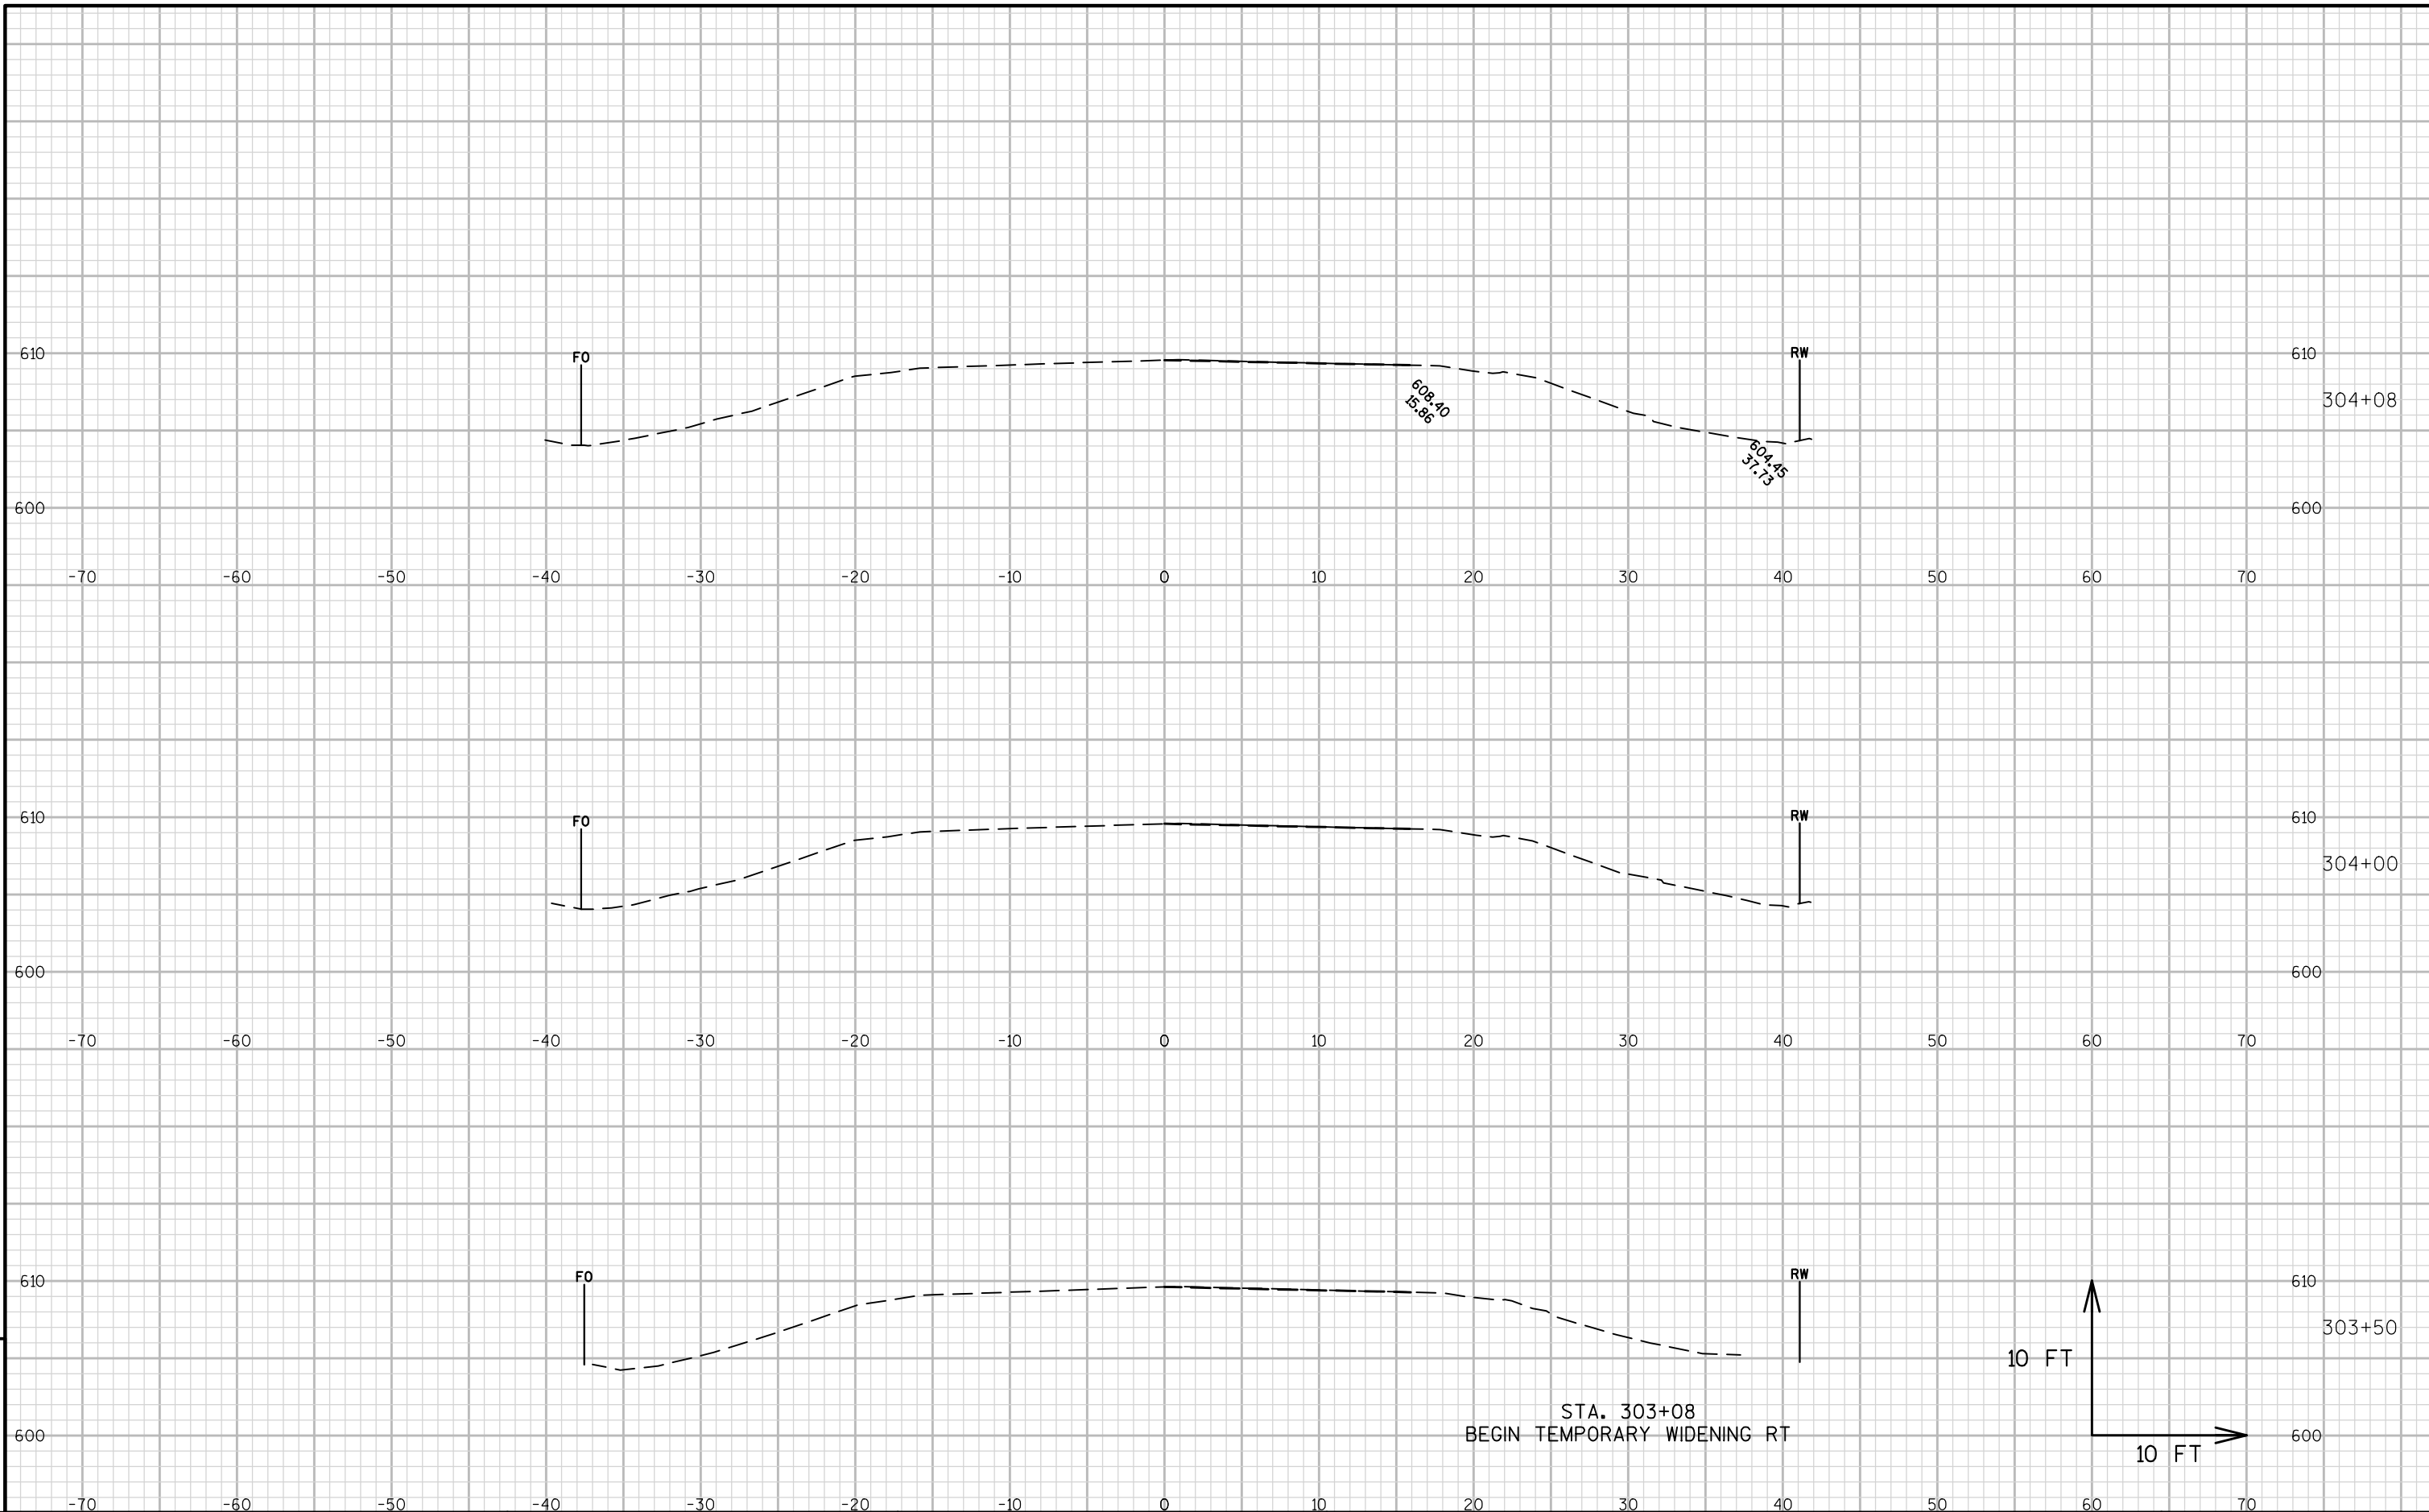 610 FO RW 610
304+08
608.40
15.86
604.45
37.73
600 600
-70 -60 -50 -40 -30 -20 -10 0 10 20 30 40 50 60 70
610 FO RW 610
304+00
600 600
-70 -60 -50 -40 -30 -20 -10 0 10 20 30 40 50 60 70
610 FO RW 610
303+50
10 FT
STA. 303+08
BEGIN TEMPORARY WIDENING RT
600 600
10 FT
-70 -60 -50 -40 -30 -20 -10 0 10 20 30 40 50 60 70